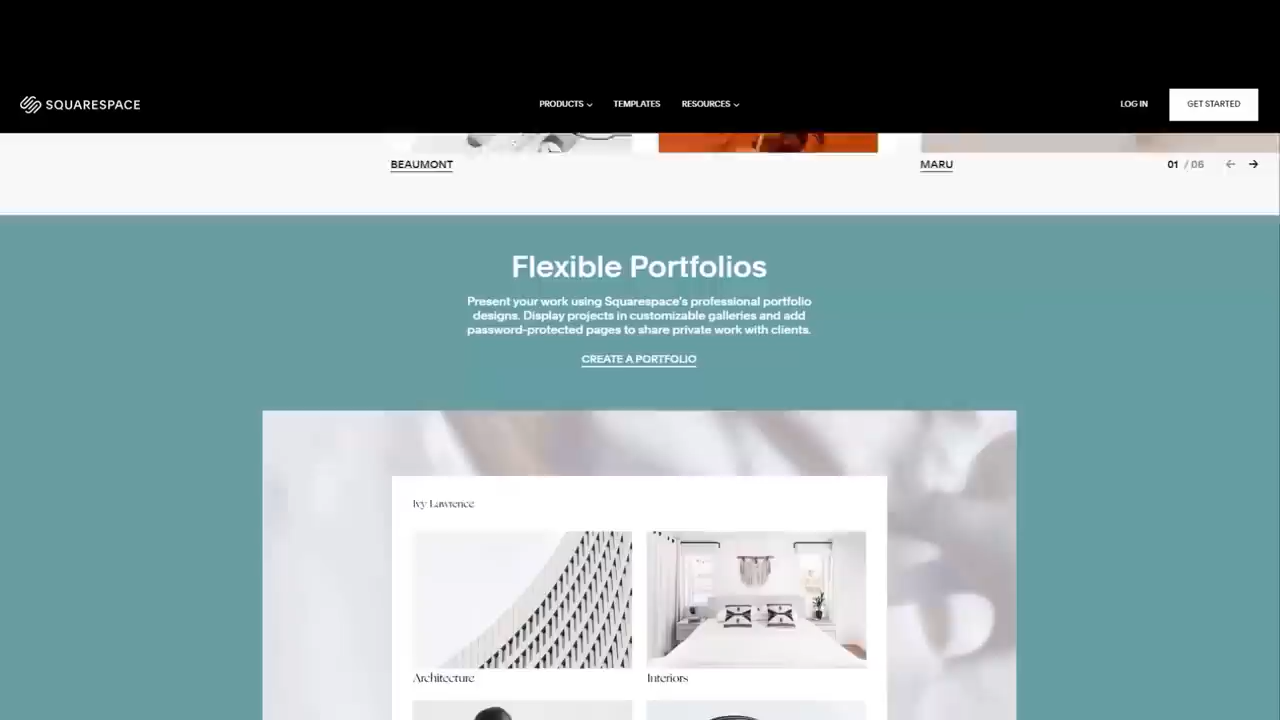 SQUARESPACE
PRODUCTS TEMPLATES RESOURCES
LOG IN GET STARTED
BEAUMONT
MARU
01 / 06
Flexible Portfolios
Present your work using Squarespace's professional portfolio
designs. Display projects in customizable galleries and add
password-protected pages to share private work with clients.
CREATE A PORTFOLIO
Ivy Lawrence
Architecture
Interiors